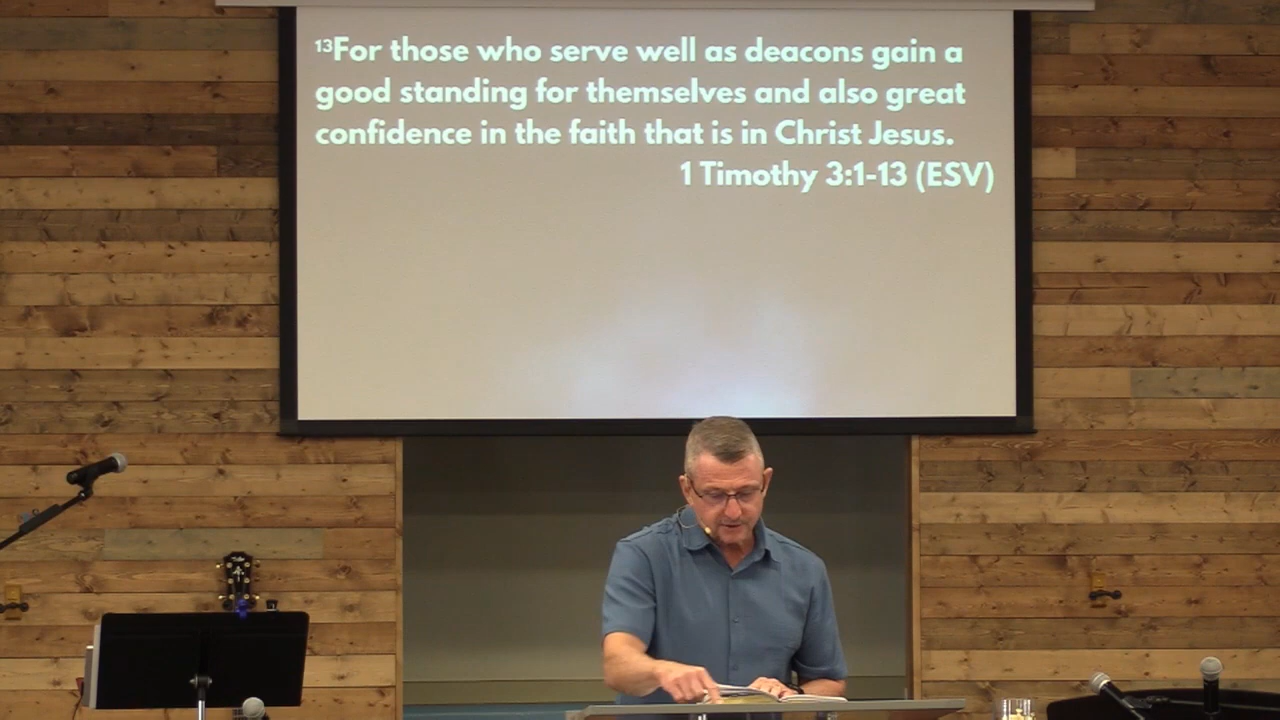 ¹³For those who serve well as deacons gain a
good standing for themselves and also great
confidence in the faith that is in Christ Jesus.
1 Timothy 3:1-13 (ESV)